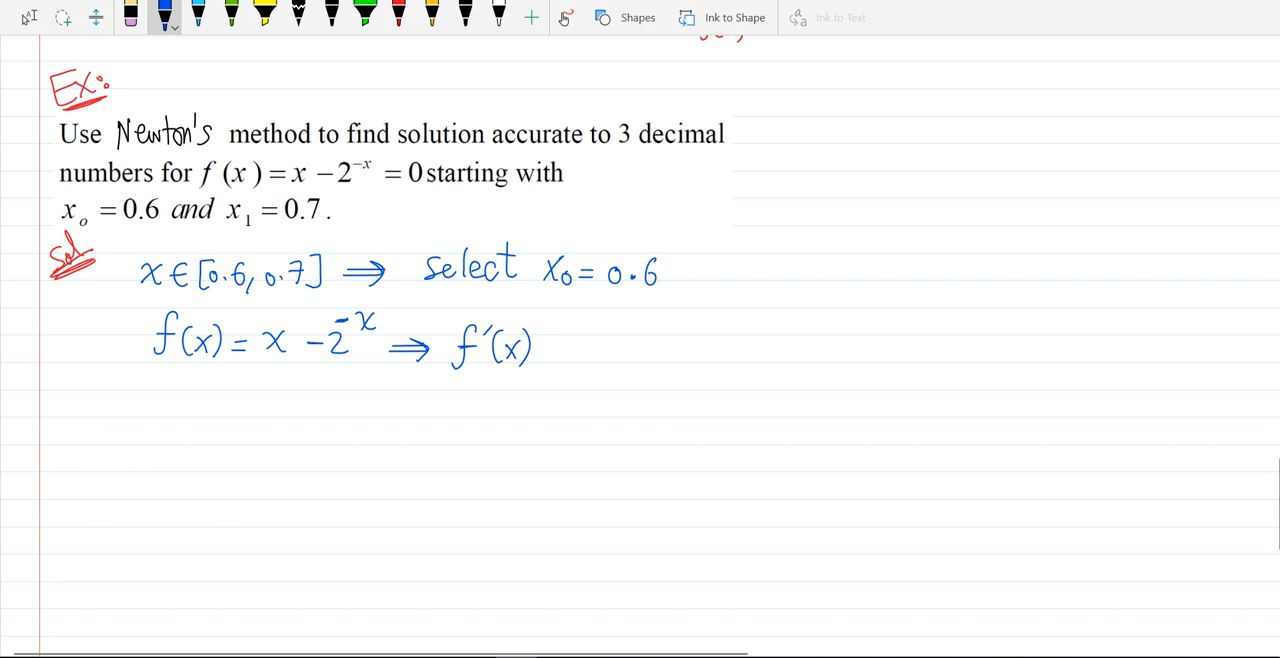 Shapes Ink to Shape Ink to Text
Ex:
Use Newton's method to find solution accurate to 3 decimal
numbers for f (x) = x − 2⁻ˣ = 0 starting with
xₒ = 0.6 and x₁ = 0.7.
Sol
x ∈ [0.6, 0.7] ⇒ select x₀ = 0.6
f(x) = x − 2⁻ˣ ⇒ f′(x)